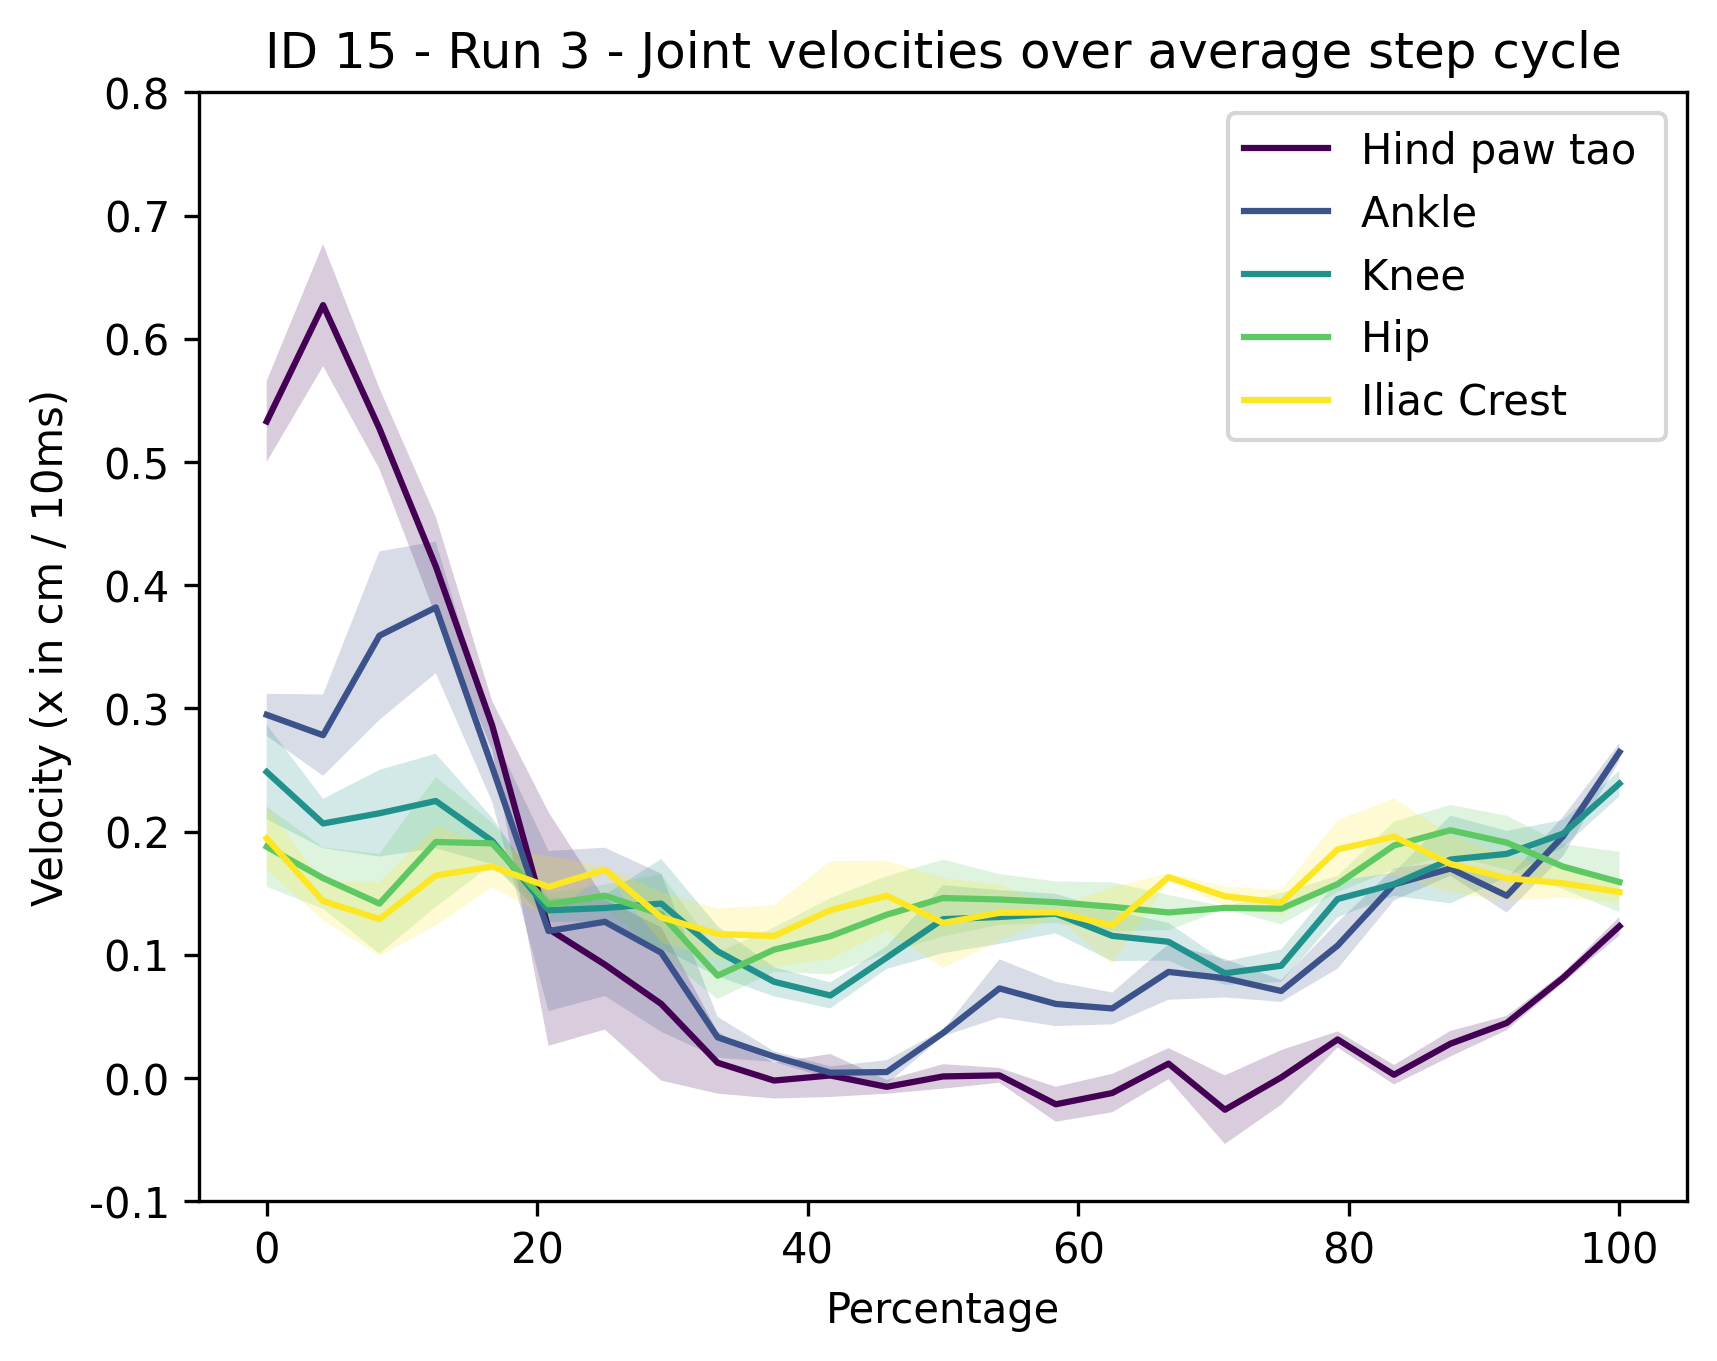 ID 15 - Run 3 - Joint velocities over average step cycle
0.8
0.7
0.6
0.5
0.4
0.3
0.2
0.1
0.0
-0.1
Velocity (x in cm / 10ms)
Hind paw tao
Ankle
Knee
Hip
Iliac Crest
0 20 40 60 80 100
Percentage